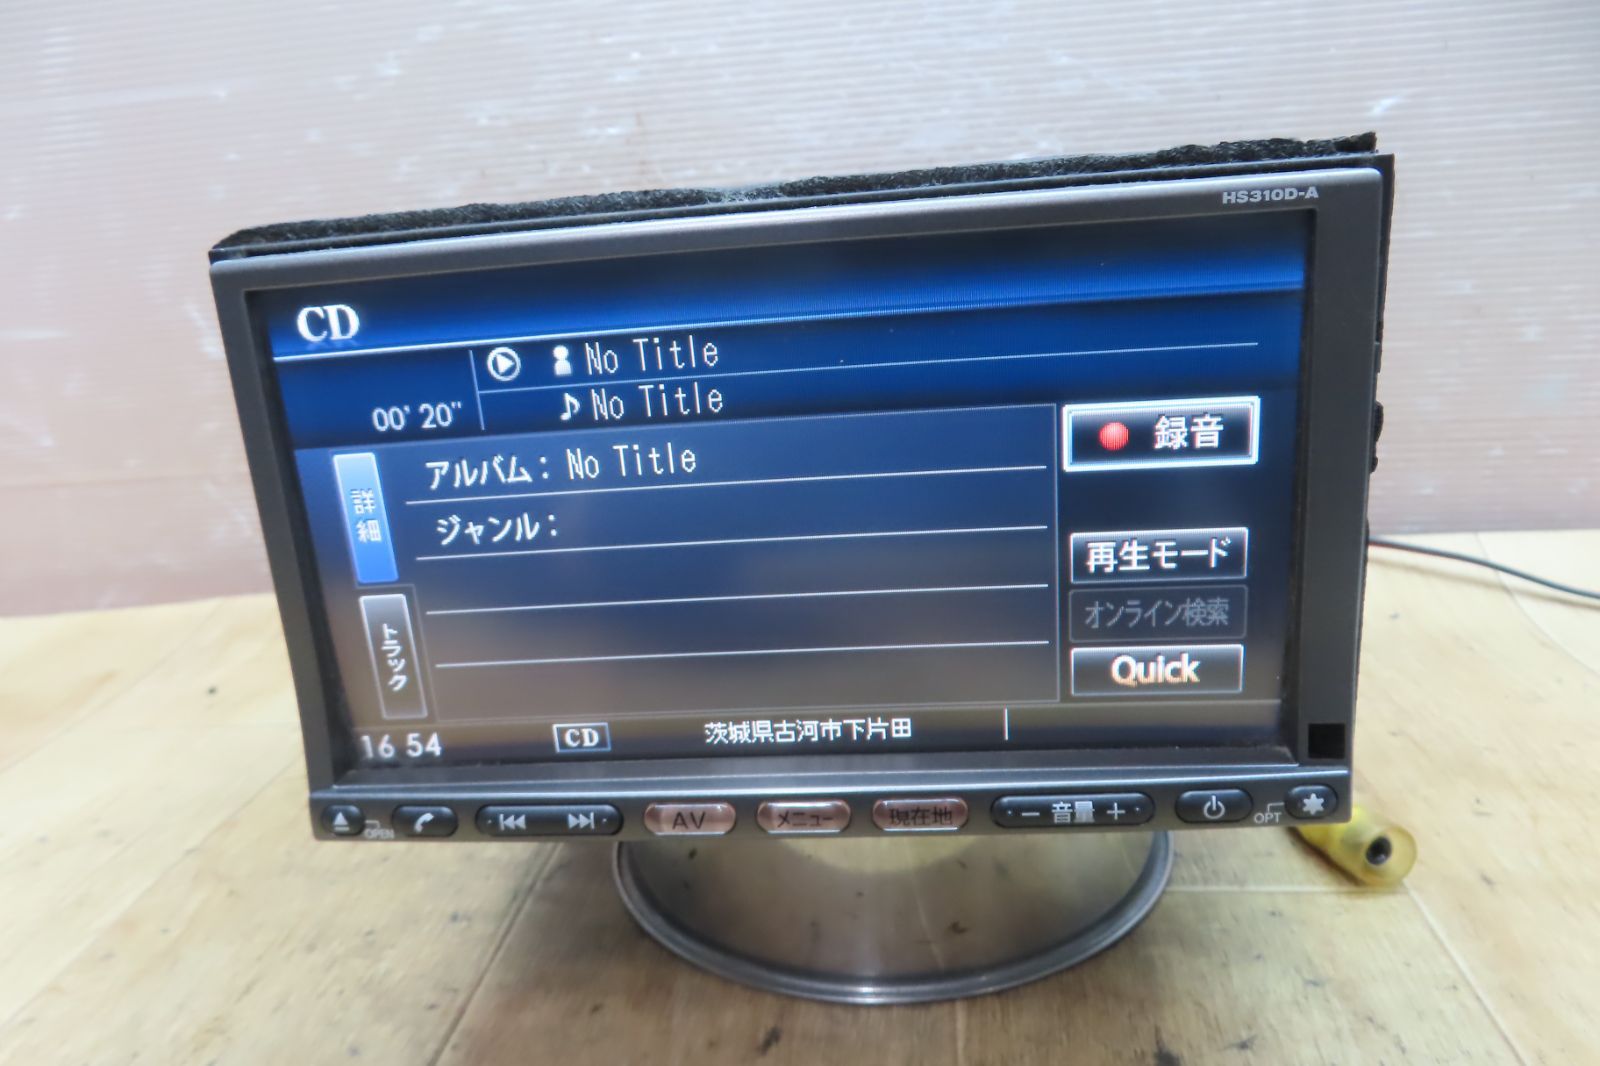 HS310D-A
CD
No Title
00' 20"
No Title
アルバム : No Title
録音
詳細
ジャンル :
再生モード
オンライン検索
トラック
Quick
16 54
CD
茨城県古河市下片田
OPEN
AV
メニュー
現在地
− 音量 +
OPT